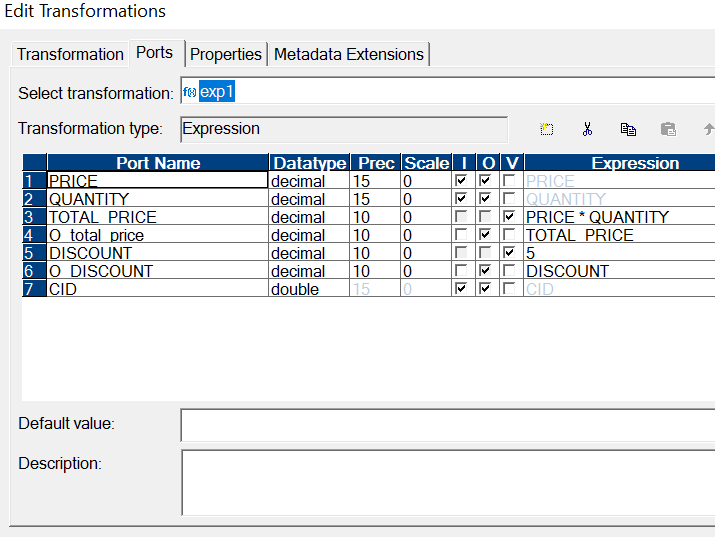 Edit Transformations
Transformation Ports Properties Metadata Extensions
Select transformation: f(x) exp1
Transformation type: Expression
Port Name Datatype Prec Scale I O V Expression
1 PRICE decimal 15 0 PRICE
2 QUANTITY decimal 15 0 QUANTITY
3 TOTAL_PRICE decimal 10 0 PRICE * QUANTITY
4 O_total_price decimal 10 0 TOTAL_PRICE
5 DISCOUNT decimal 10 0 5
6 O_DISCOUNT decimal 10 0 DISCOUNT
7 CID double 15 0 CID
Default value:
Description: